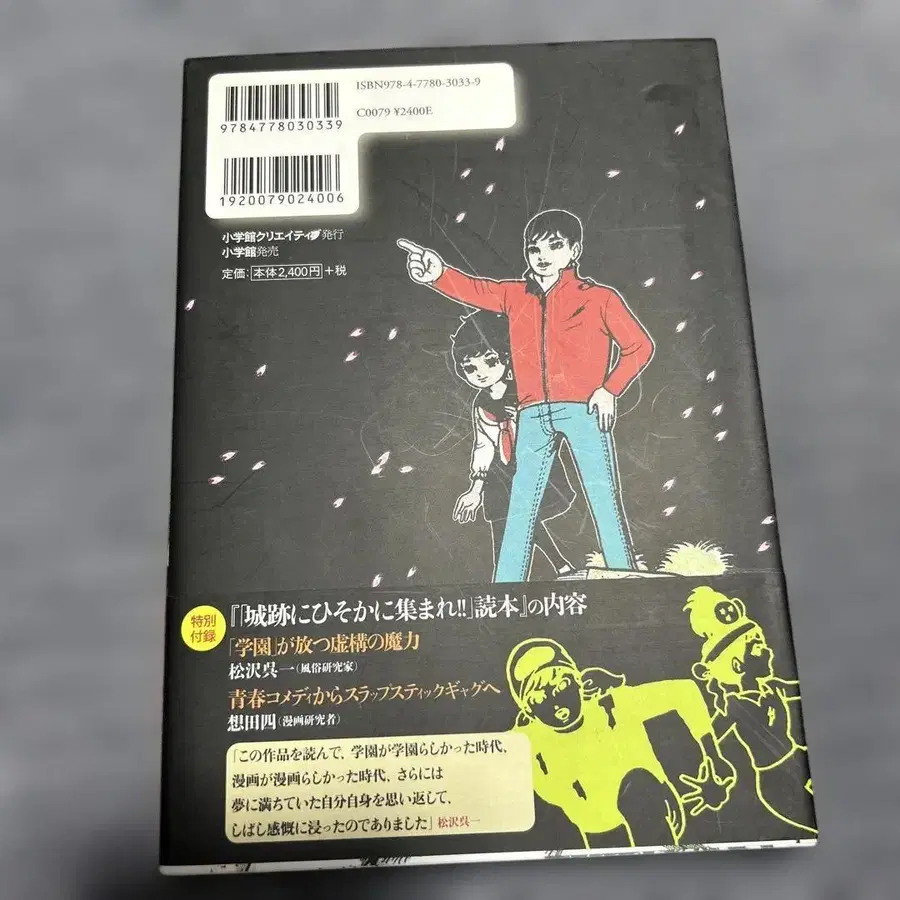 ISBN978-4-7780-3033-9
C0079 ¥2400E
9784778030339
1920079024006
小学館クリエイティブ発行
小学館発売
定価:本体2,400円+税
特別
付録
『「城跡にひそかに集まれ!!」読本』の内容
「学園」が放つ虚構の魔力
松沢呉一(風俗研究家)
青春コメディからスラップスティックギャグへ
想田四(漫画研究者)
「この作品を読んで、学園が学園らしかった時代、
漫画が漫画らしかった時代、さらには
夢に満ちていた自分自身を思い返して、
しばし感慨に浸ったのでありました」松沢呉一